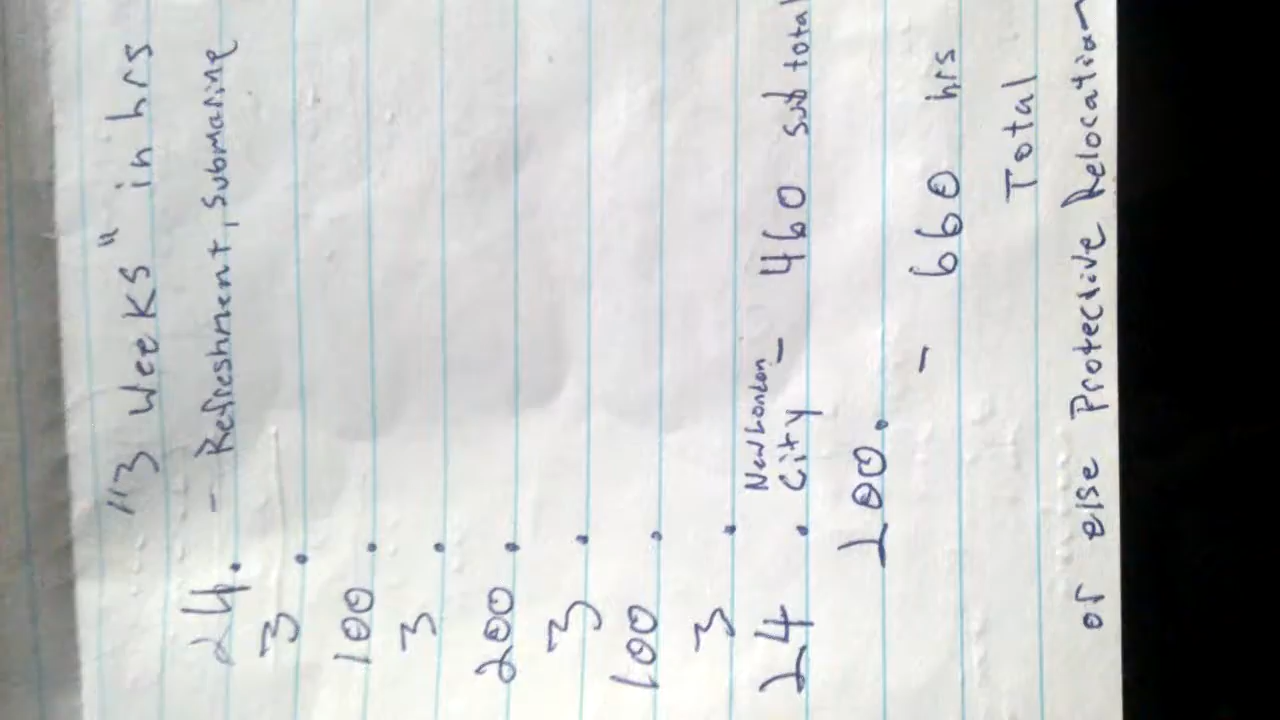 "3 weeks" in hrs
24. - Refreshment, submarine
3.
100.
3.
200.
3.
100.
3.
24. New London City - 460 sub total
200.
- 660 hrs
Total
or else Protective Relocation